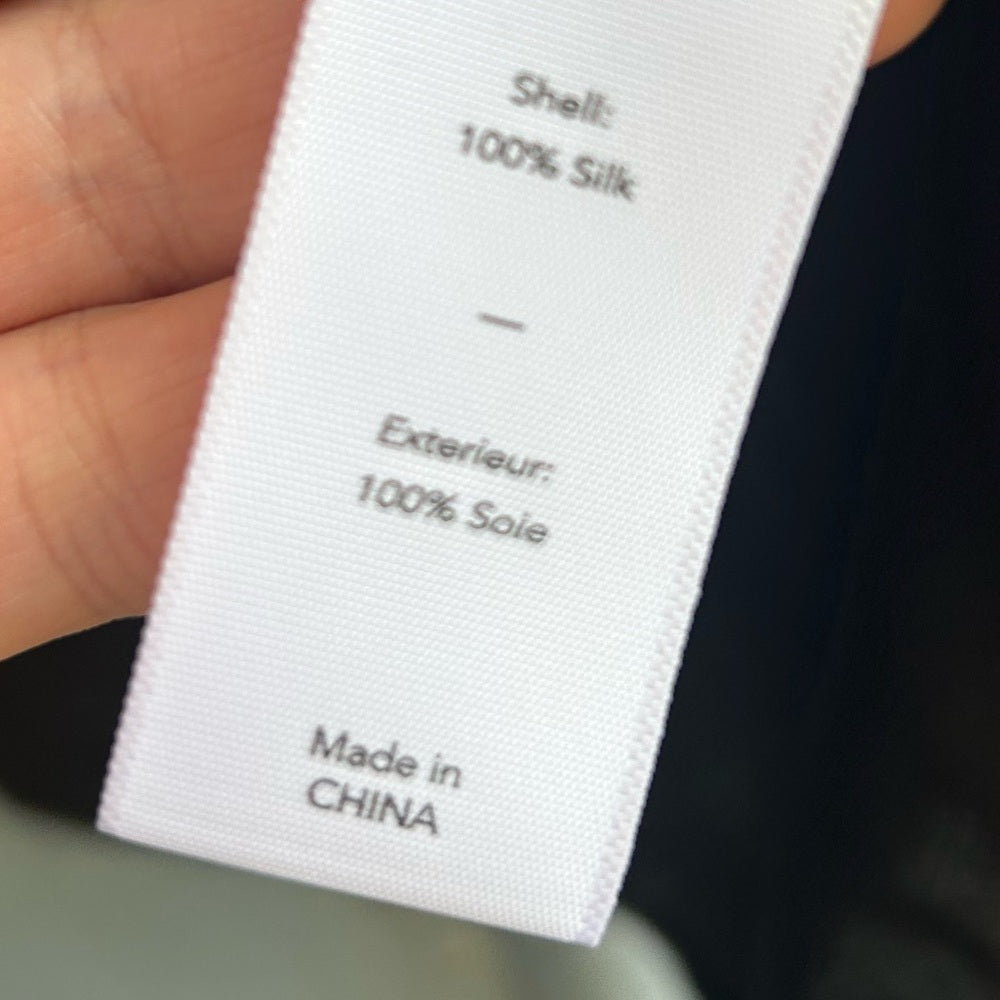 Shell:
100% Silk
—
Exterieur:
100% Soie
Made in
CHINA